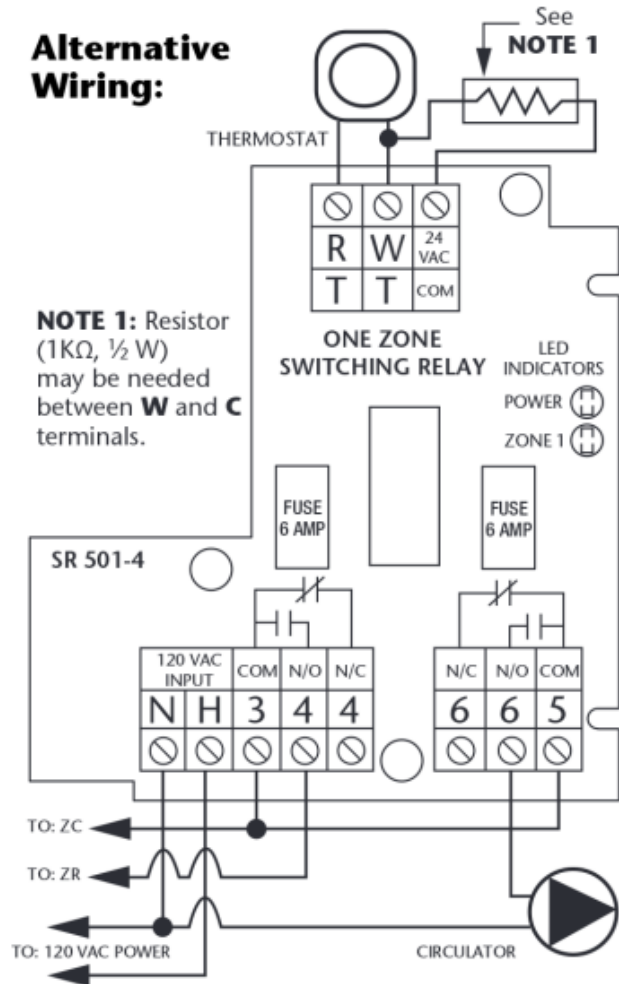 Alternative
Wiring:
See
NOTE 1
THERMOSTAT
R W 24
VAC
T T COM
NOTE 1: Resistor
(1KΩ, ½ W)
may be needed
between W and C
terminals.
ONE ZONE
SWITCHING RELAY
LED
INDICATORS
POWER
ZONE 1
FUSE
6 AMP
FUSE
6 AMP
SR 501-4
120 VAC
INPUT
COM N/O N/C
N H 3 4 4
N/C N/O COM
6 6 5
TO: ZC
TO: ZR
TO: 120 VAC POWER
CIRCULATOR